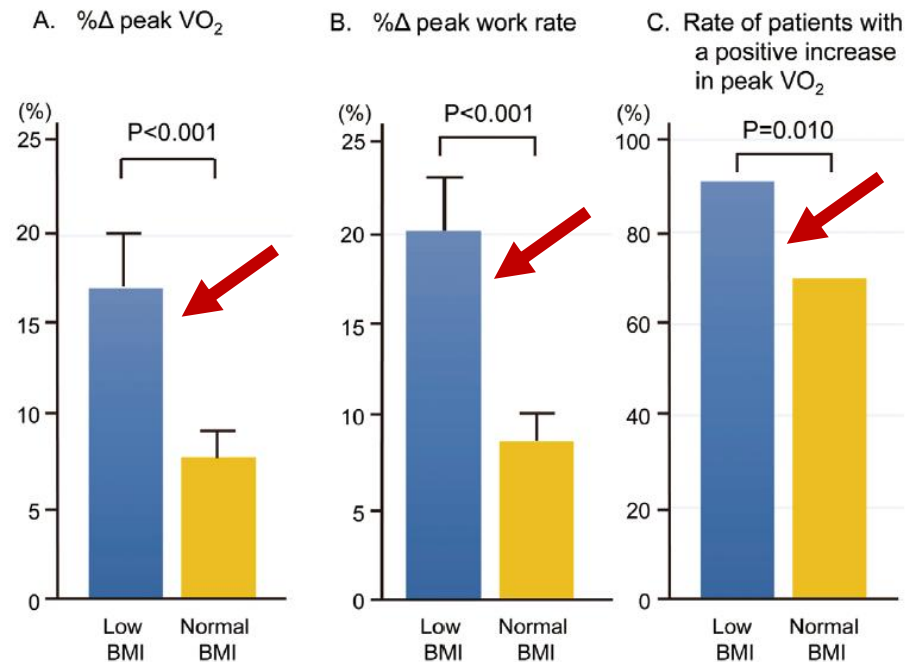 A. %Δ peak VO₂
(%)
P<0.001
25
20
15
10
5
0
Low
BMI
Normal
BMI
B. %Δ peak work rate
(%)
P<0.001
25
20
15
10
5
0
Low
BMI
Normal
BMI
C. Rate of patients with
a positive increase
in peak VO₂
(%)
P=0.010
100
80
60
40
20
0
Low
BMI
Normal
BMI